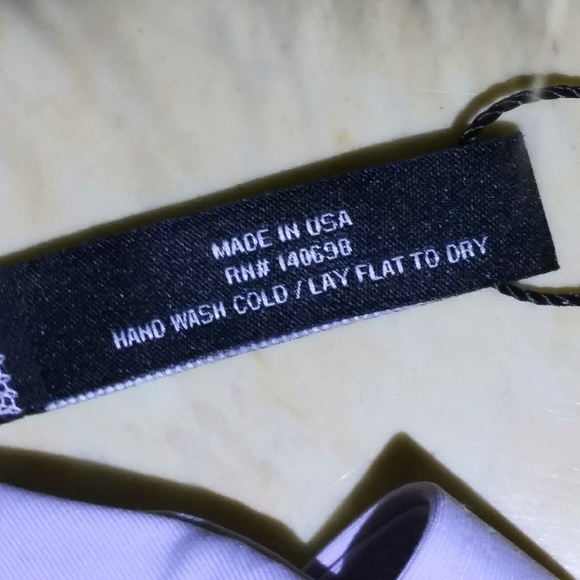 MADE IN USA
RN# 140698
HAND WASH COLD / LAY FLAT TO DRY